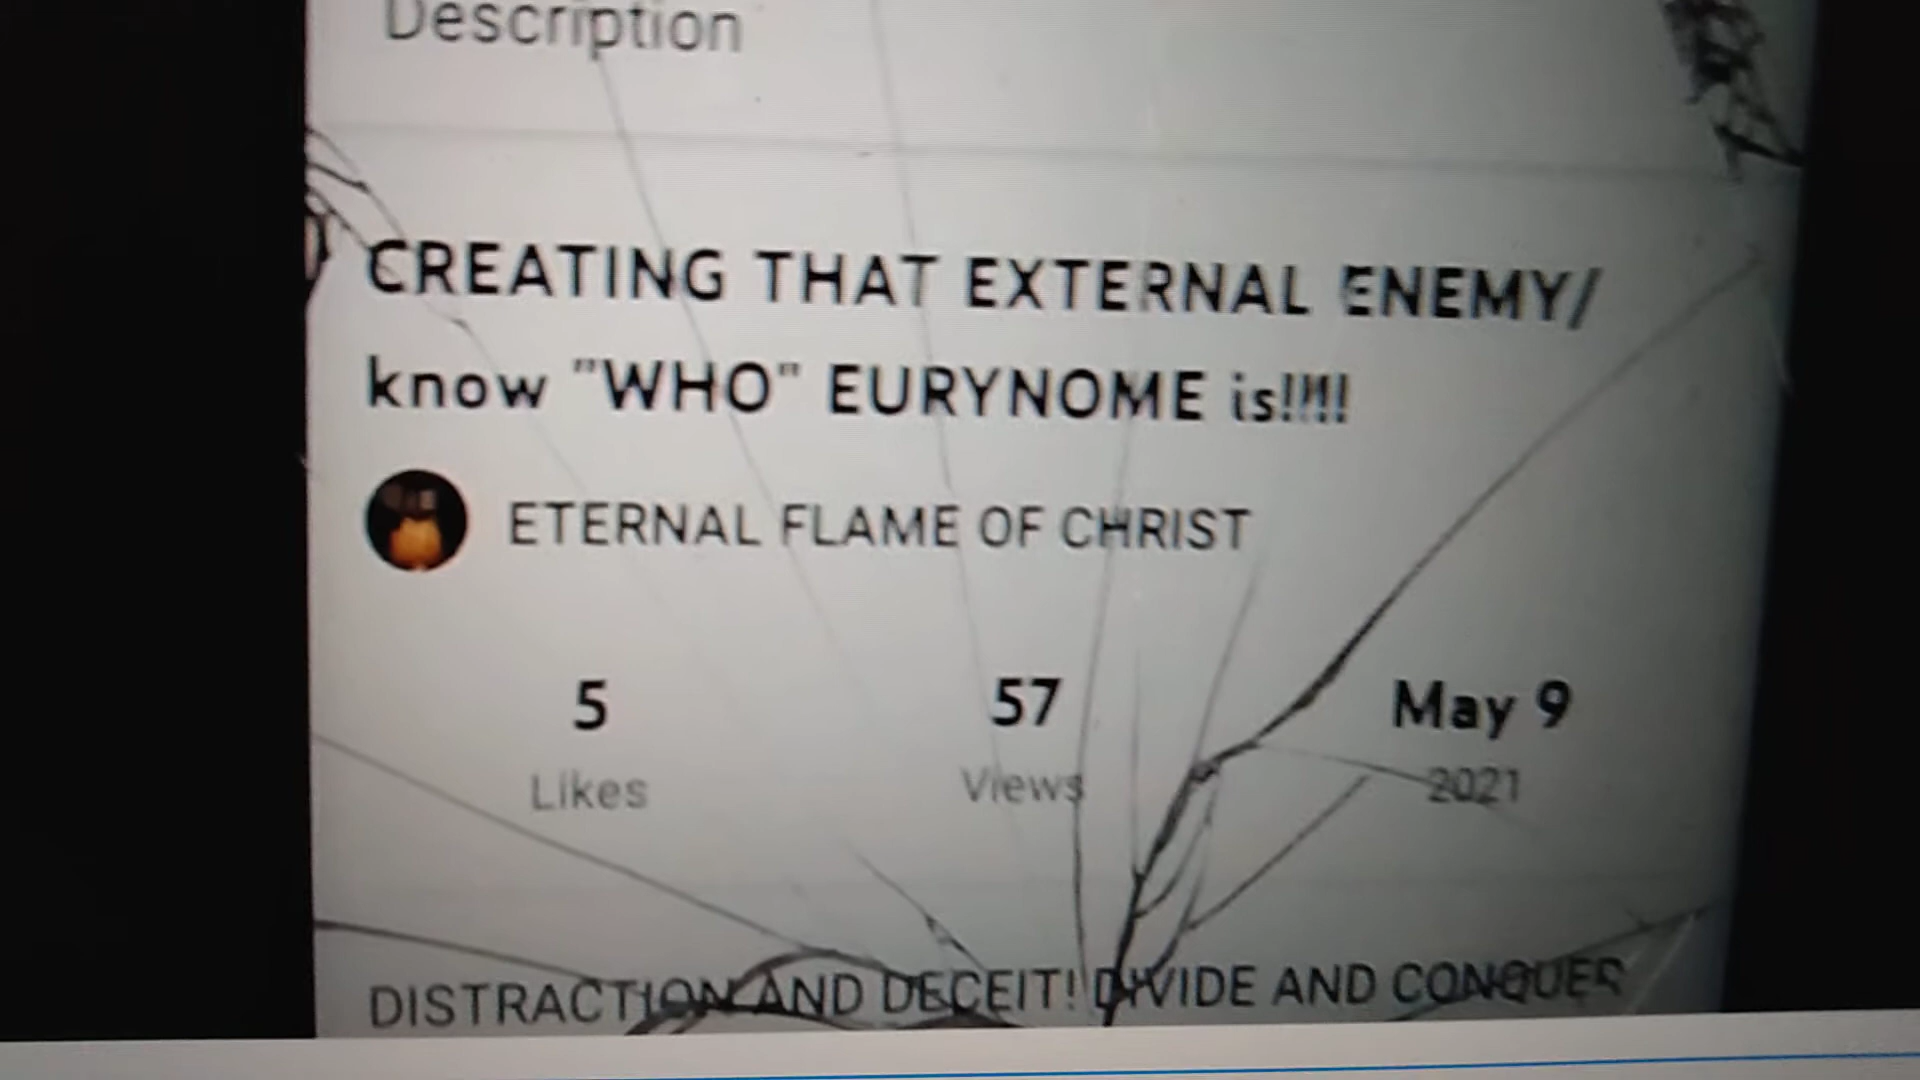 Description
CREATING THAT EXTERNAL ENEMY/
know "WHO" EURYNOME is!!!!
ETERNAL FLAME OF CHRIST
5
57
May 9
Likes
Views
2021
DISTRACTION AND DECEIT! DIVIDE AND CONQUER